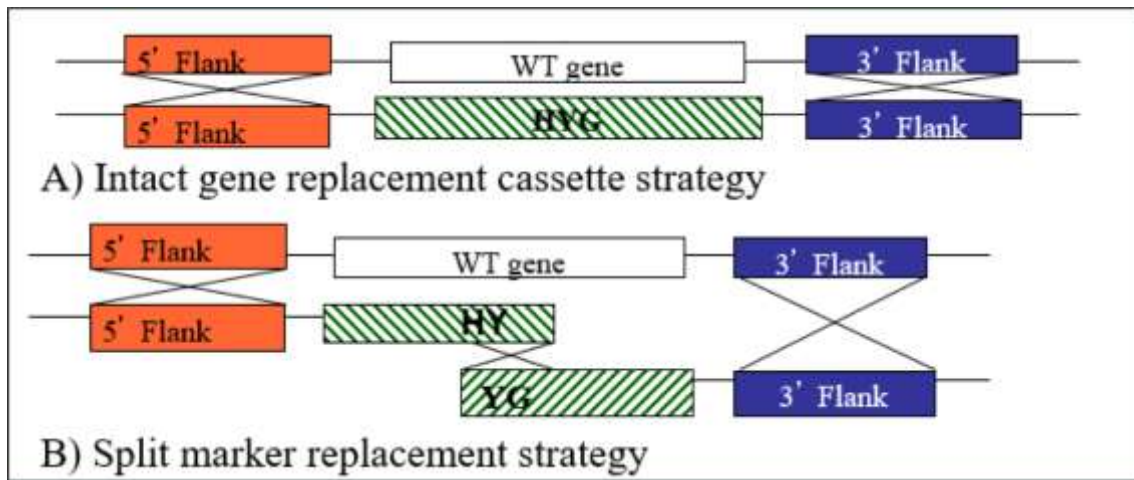 5’ Flank WT gene 3’ Flank
5’ Flank HYG 3’ Flank
A) Intact gene replacement cassette strategy
5’ Flank WT gene 3’ Flank
5’ Flank HY
YG 3’ Flank
B) Split marker replacement strategy